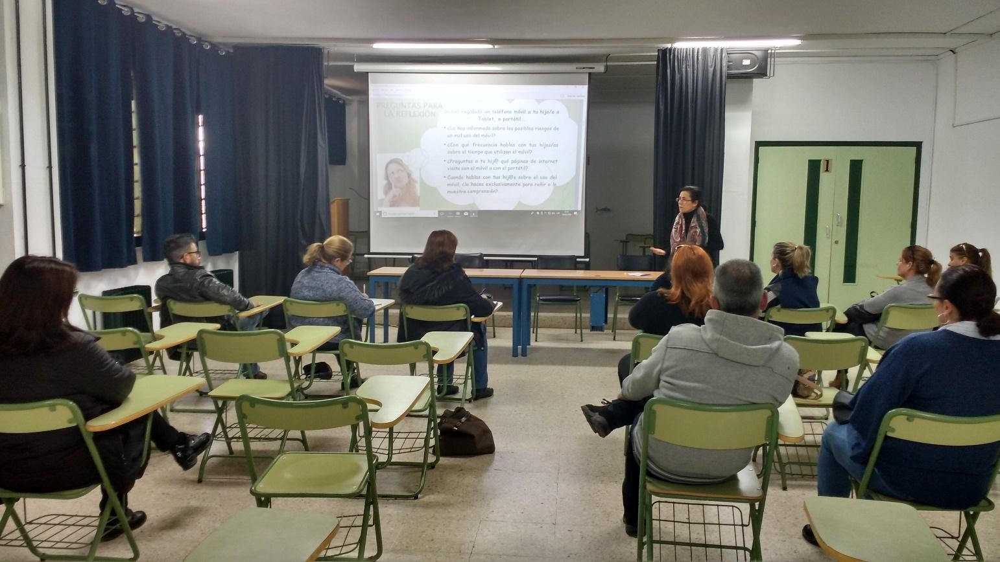 PREGUNTAS PARA
LA REFLEXIÓN
Si has regalado un teléfono móvil a tu hijo/a o
Tablet, o portátil...
• ¿Le has informado sobre los posibles riesgos de
un mal uso del móvil?
• ¿Con qué frecuencia hablas con tus hijos/as
sobre el tiempo que utilizan el móvil?
• ¿Preguntas a tu hij@ qué páginas de internet
visita con el móvil o con el portátil?
• Cuando hablas con tus hij@s sobre el uso del
móvil, ¿lo haces exclusivamente para reñir o le
muestra comprensión?
1